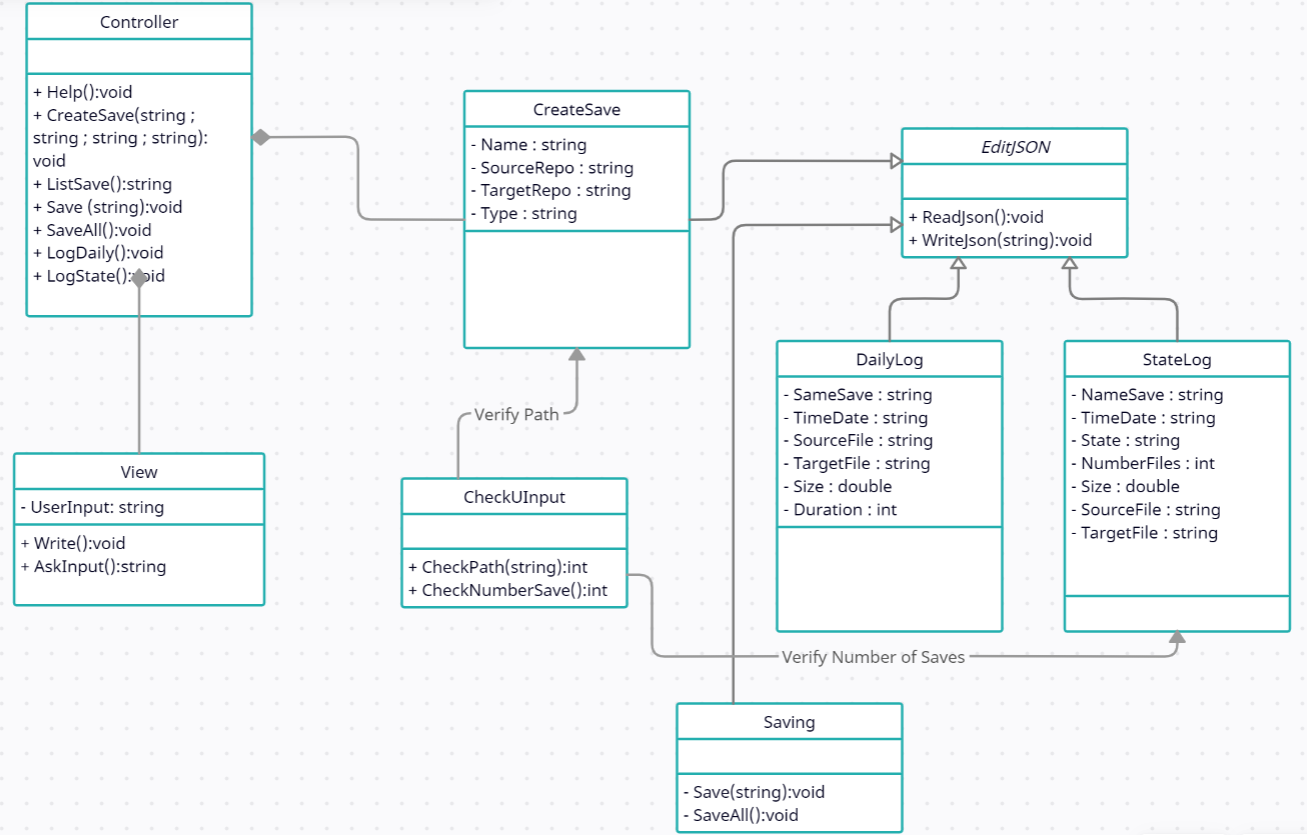 Controller
+ Help():void
+ CreateSave(string ;
string ; string ; string):
void
+ ListSave():string
+ Save (string):void
+ SaveAll():void
+ LogDaily():void
+ LogState():void
CreateSave
- Name : string
- SourceRepo : string
- TargetRepo : string
- Type : string
EditJSON
+ ReadJson():void
+ WriteJson(string):void
DailyLog
- SameSave : string
- TimeDate : string
- SourceFile : string
- TargetFile : string
- Size : double
- Duration : int
StateLog
- NameSave : string
- TimeDate : string
- State : string
- NumberFiles : int
- Size : double
- SourceFile : string
- TargetFile : string
Verify Path
View
- UserInput: string
+ Write():void
+ AskInput():string
CheckUInput
+ CheckPath(string):int
+ CheckNumberSave():int
Verify Number of Saves
Saving
- Save(string):void
- SaveAll():void